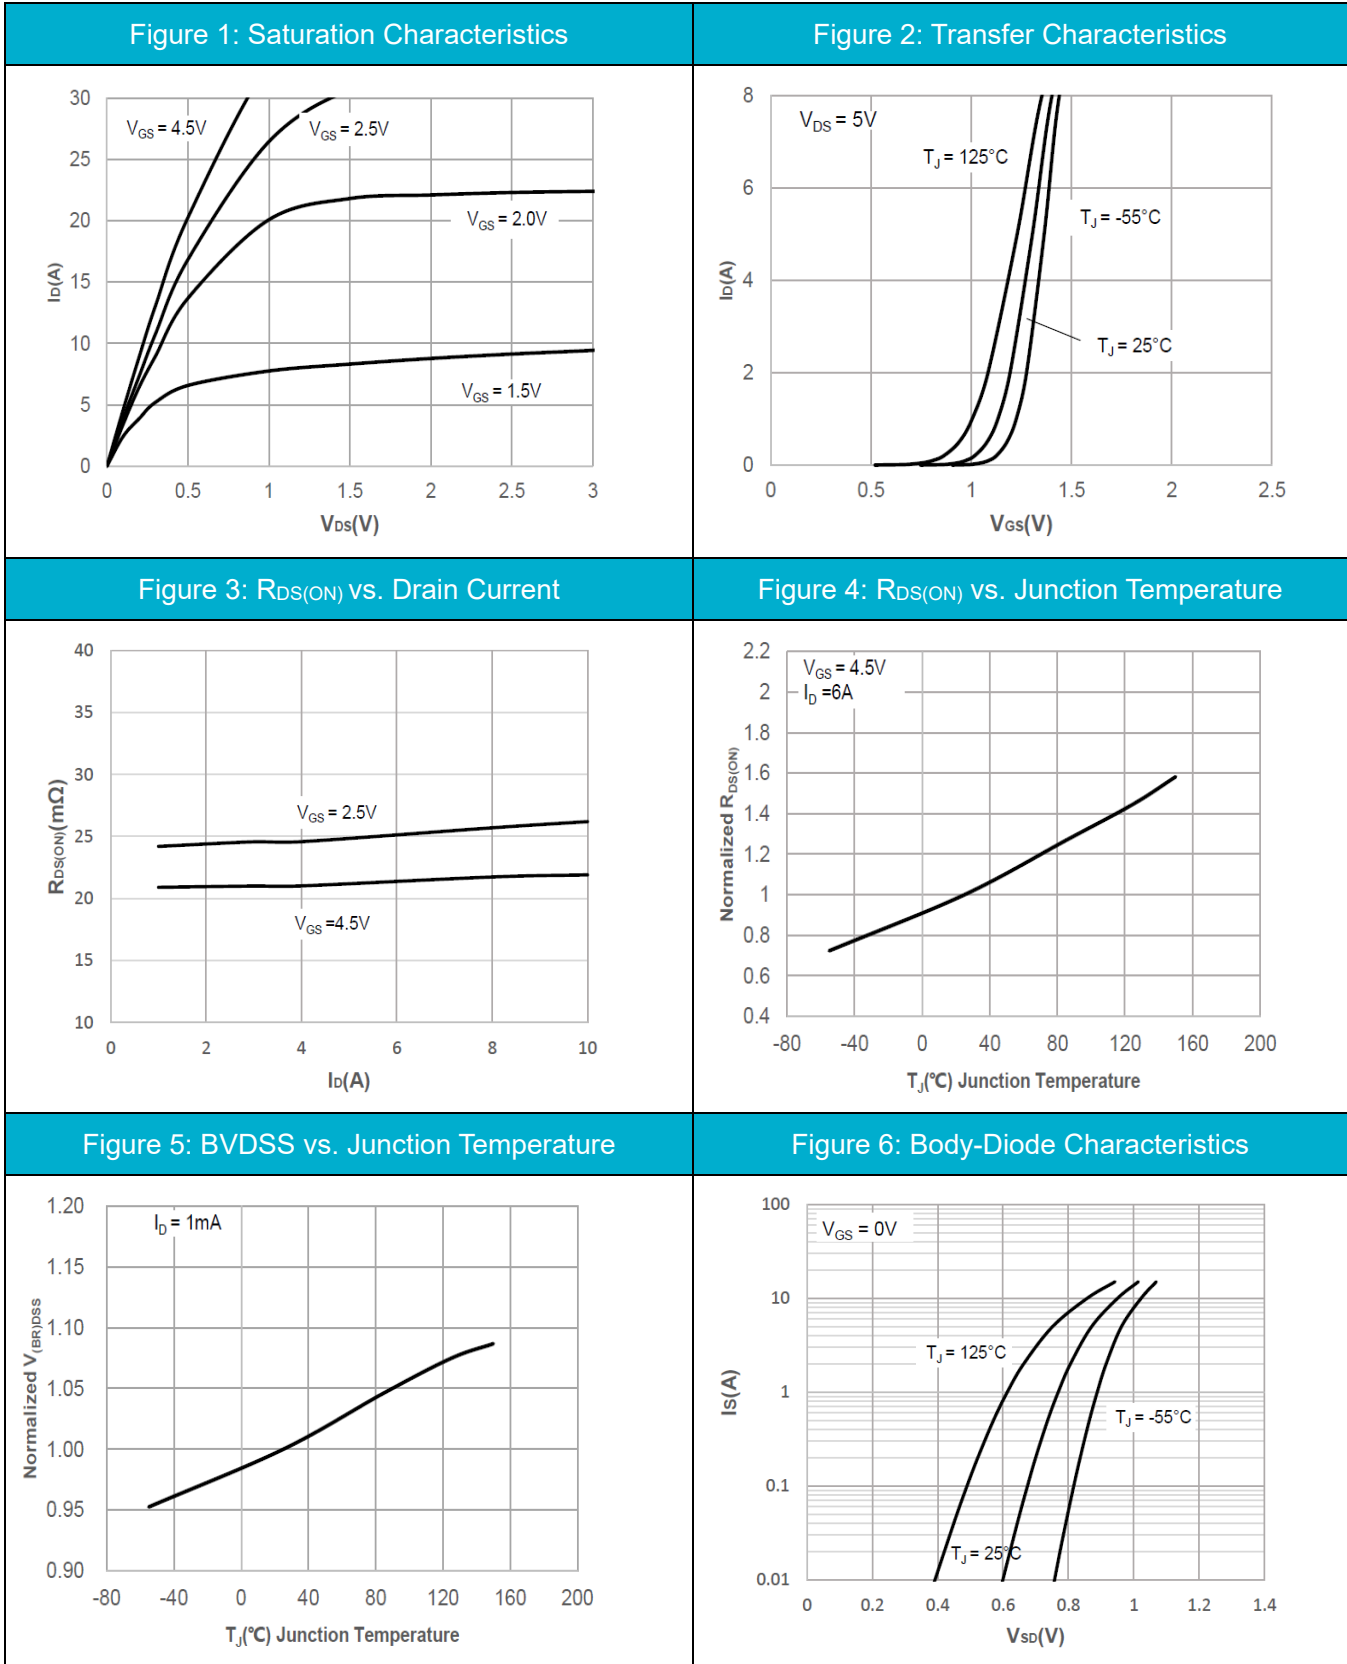 Figure 1: Saturation Characteristics
30
25
20
15
10
5
0
0 0.5 1 1.5 2 2.5 3
ID(A)
VDS(V)
VGS = 4.5V
VGS = 2.5V
VGS = 2.0V
VGS = 1.5V
Figure 2: Transfer Characteristics
8
6
4
2
0
0 0.5 1 1.5 2 2.5
ID(A)
VGS(V)
VDS = 5V
TJ = 125°C
TJ = -55°C
TJ = 25°C
Figure 3: RDS(ON) vs. Drain Current
40
35
30
25
20
15
10
0 2 4 6 8 10
RDS(ON)(mΩ)
ID(A)
VGS = 2.5V
VGS =4.5V
Figure 4: RDS(ON) vs. Junction Temperature
2.2
2
1.8
1.6
1.4
1.2
1
0.8
0.6
0.4
-80 -40 0 40 80 120 160 200
Normalized RDS(ON)
TJ(℃) Junction Temperature
VGS = 4.5V
ID =6A
Figure 5: BVDSS vs. Junction Temperature
1.20
1.15
1.10
1.05
1.00
0.95
0.90
-80 -40 0 40 80 120 160 200
Normalized V(BR)DSS
TJ(℃) Junction Temperature
ID = 1mA
Figure 6: Body-Diode Characteristics
100
10
1
0.1
0.01
0 0.2 0.4 0.6 0.8 1 1.2 1.4
IS(A)
VSD(V)
VGS = 0V
TJ = 125°C
TJ = -55°C
TJ = 25°C